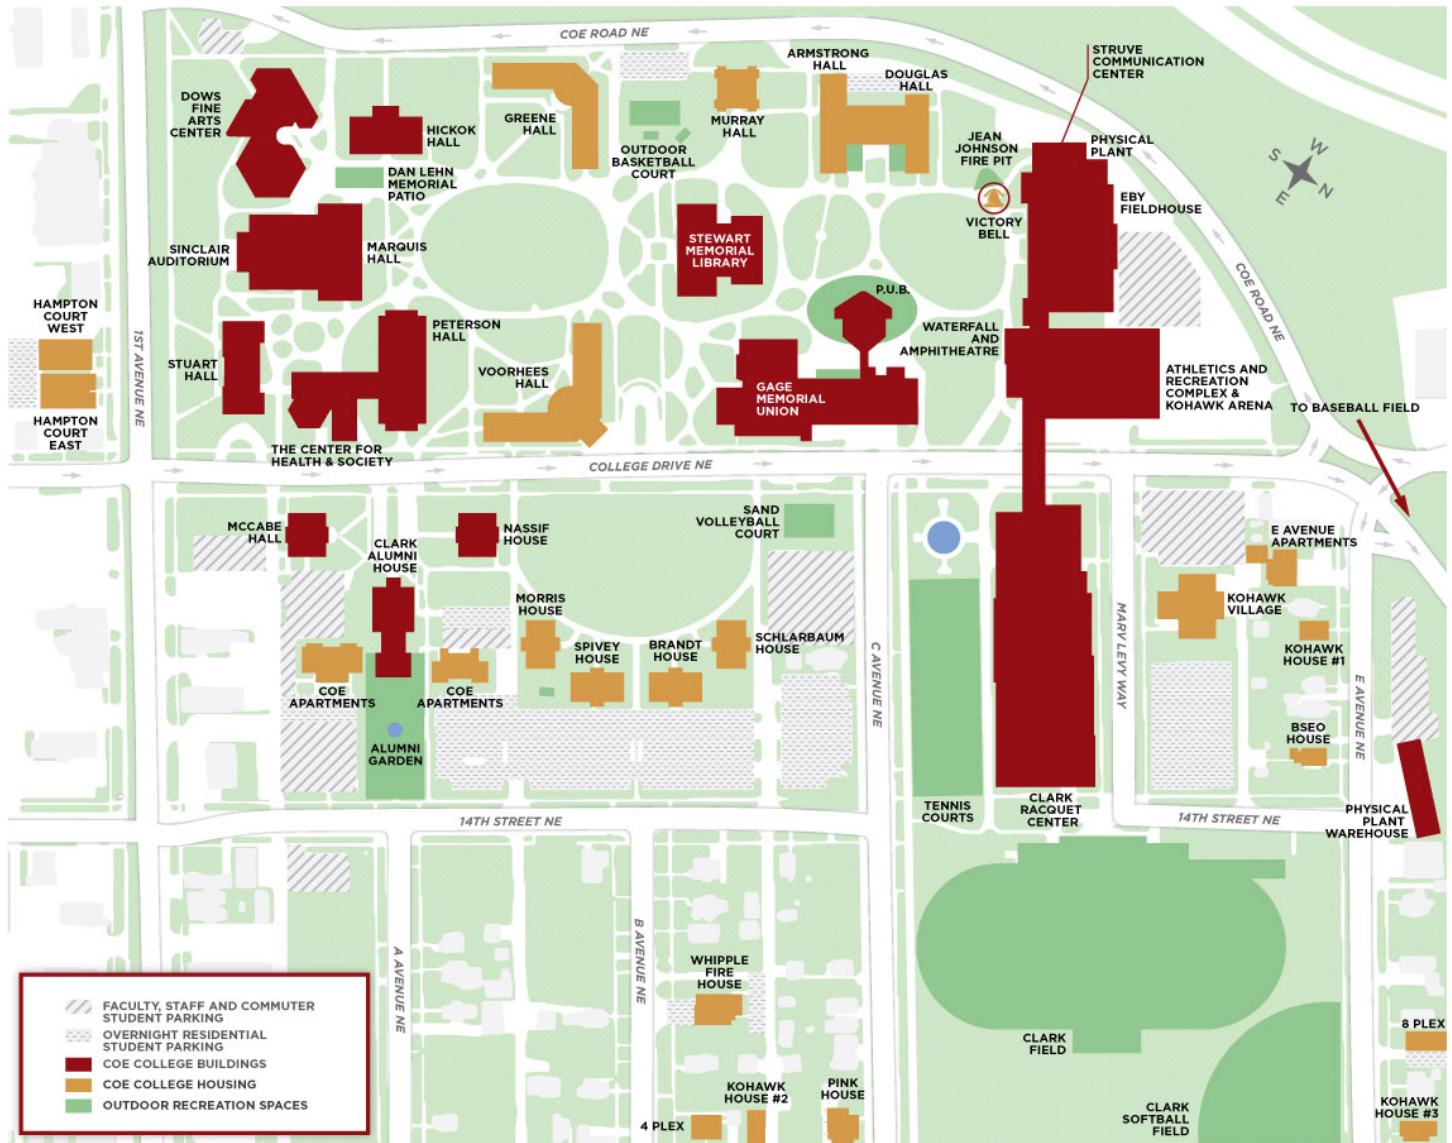 COE ROAD NE
STRUVE
COMMUNICATION
CENTER
ARMSTRONG
HALL
DOUGLAS
HALL
DOWS
FINE
ARTS
CENTER
HICKOK
HALL
GREENE
HALL
OUTDOOR
BASKETBALL
COURT
MURRAY
HALL
JEAN
JOHNSON
FIRE PIT
PHYSICAL
PLANT
DAN LEHN
MEMORIAL
PATIO
EBY
FIELDHOUSE
VICTORY
BELL
S
W
E
N
SINCLAIR
AUDITORIUM
MARQUIS
HALL
STEWART
MEMORIAL
LIBRARY
COE ROAD NE
P.U.B.
HAMPTON
COURT
WEST
1ST AVENUE NE
PETERSON
HALL
WATERFALL
AND
AMPHITHEATRE
STUART
HALL
VOORHEES
HALL
GAGE
MEMORIAL
UNION
ATHLETICS AND
RECREATION
COMPLEX &
KOHAWK ARENA
TO BASEBALL FIELD
HAMPTON
COURT
EAST
THE CENTER FOR
HEALTH & SOCIETY
COLLEGE DRIVE NE
MCCABE
HALL
CLARK
ALUMNI
HOUSE
NASSIF
HOUSE
SAND
VOLLEYBALL
COURT
E AVENUE
APARTMENTS
MORRIS
HOUSE
SPIVEY
HOUSE
BRANDT
HOUSE
SCHLARBAUM
HOUSE
C AVENUE NE
MARV LEVY WAY
KOHAWK
VILLAGE
KOHAWK
HOUSE #1
COE
APARTMENTS
COE
APARTMENTS
E AVENUE NE
ALUMNI
GARDEN
BSEO
HOUSE
TENNIS
COURTS
CLARK
RACQUET
CENTER
14TH STREET NE
14TH STREET NE
PHYSICAL
PLANT
WAREHOUSE
A AVENUE NE
B AVENUE NE
WHIPPLE
FIRE
HOUSE
CLARK
FIELD
8 PLEX
4 PLEX
KOHAWK
HOUSE #2
PINK
HOUSE
CLARK
SOFTBALL
FIELD
KOHAWK
HOUSE #3
FACULTY, STAFF AND COMMUTER
STUDENT PARKING
OVERNIGHT RESIDENTIAL
STUDENT PARKING
COE COLLEGE BUILDINGS
COE COLLEGE HOUSING
OUTDOOR RECREATION SPACES